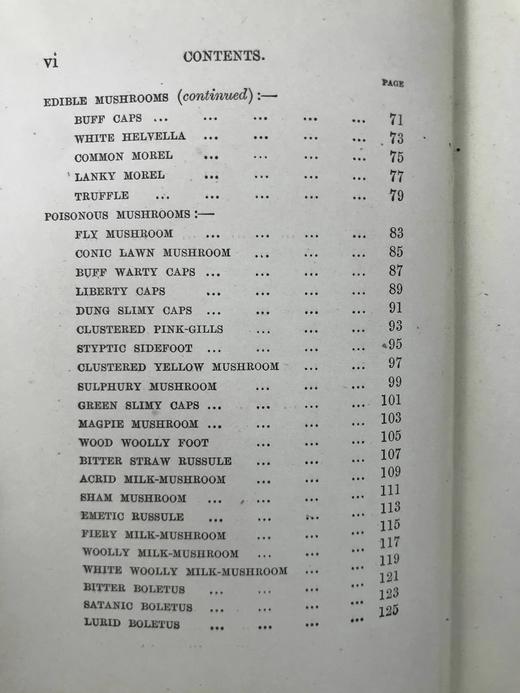 vi CONTENTS.
PAGE
EDIBLE MUSHROOMS (continued) :—
BUFF CAPS ... ... ... ... ... 71
WHITE HELVELLA ... ... ... ... 73
COMMON MOREL ... ... ... ... 75
LANKY MOREL ... ... ... ... 77
TRUFFLE ... ... ... ... ... 79
POISONOUS MUSHROOMS :—
FLY MUSHROOM ... ... ... ... 83
CONIC LAWN MUSHROOM ... ... ... 85
BUFF WARTY CAPS ... ... ... ... 87
LIBERTY CAPS ... ... ... ... 89
DUNG SLIMY CAPS ... ... ... ... 91
CLUSTERED PINK-GILLS ... ... ... 93
STYPTIC SIDEFOOT ... ... ... ... 95
CLUSTERED YELLOW MUSHROOM ... ... 97
SULPHURY MUSHROOM ... ... ... 99
GREEN SLIMY CAPS ... ... ... ... 101
MAGPIE MUSHROOM ... ... ... ... 103
WOOD WOOLLY FOOT ... ... ... 105
BITTER STRAW RUSSULE ... ... ... 107
ACRID MILK-MUSHROOM ... ... ... 109
SHAM MUSHROOM ... ... ... ... 111
EMETIC RUSSULE ... ... ... ... 113
FIERY MILK-MUSHROOM ... ... ... 115
WOOLLY MILK-MUSHROOM ... ... ... 117
WHITE WOOLLY MILK-MUSHROOM ... ... 119
BITTER BOLETUS ... ... ... ... 121
SATANIC BOLETUS ... ... ... ... 123
LURID BOLETUS ... ... ... ... 125